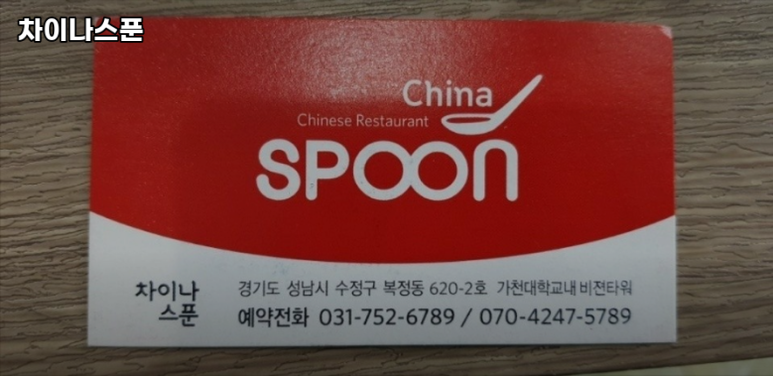 차이나스푼
China
Chinese Restaurant
SPOON
차이나
스푼
경기도 성남시 수정구 복정동 620-2호 가천대학교내 비젼타워
예약전화 031-752-6789 / 070-4247-5789